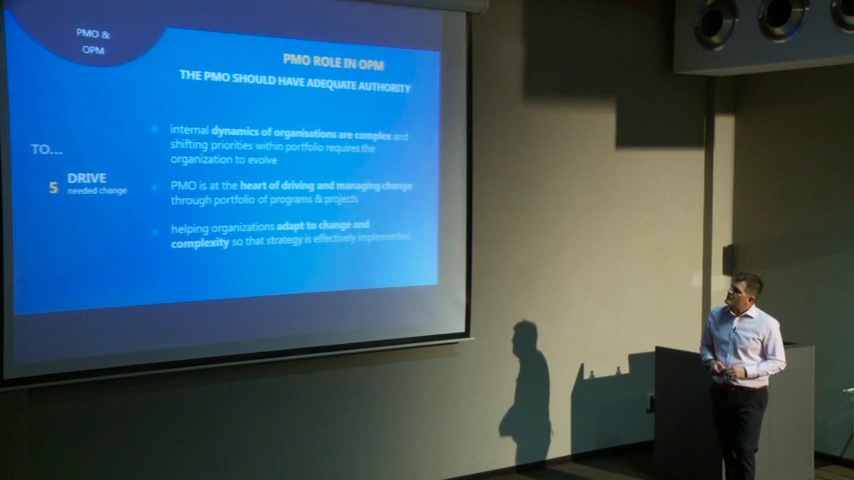 PMO &
OPM
PMO ROLE IN OPM
THE PMO SHOULD HAVE ADEQUATE AUTHORITY
TO...
5 DRIVE
needed change
internal dynamics of organisations are complex and
shifting priorities within portfolio requires the
organization to evolve
PMO is at the heart of driving and managing change
through portfolio of programs & projects
helping organizations adapt to change and
complexity so that strategy is effectively implemented